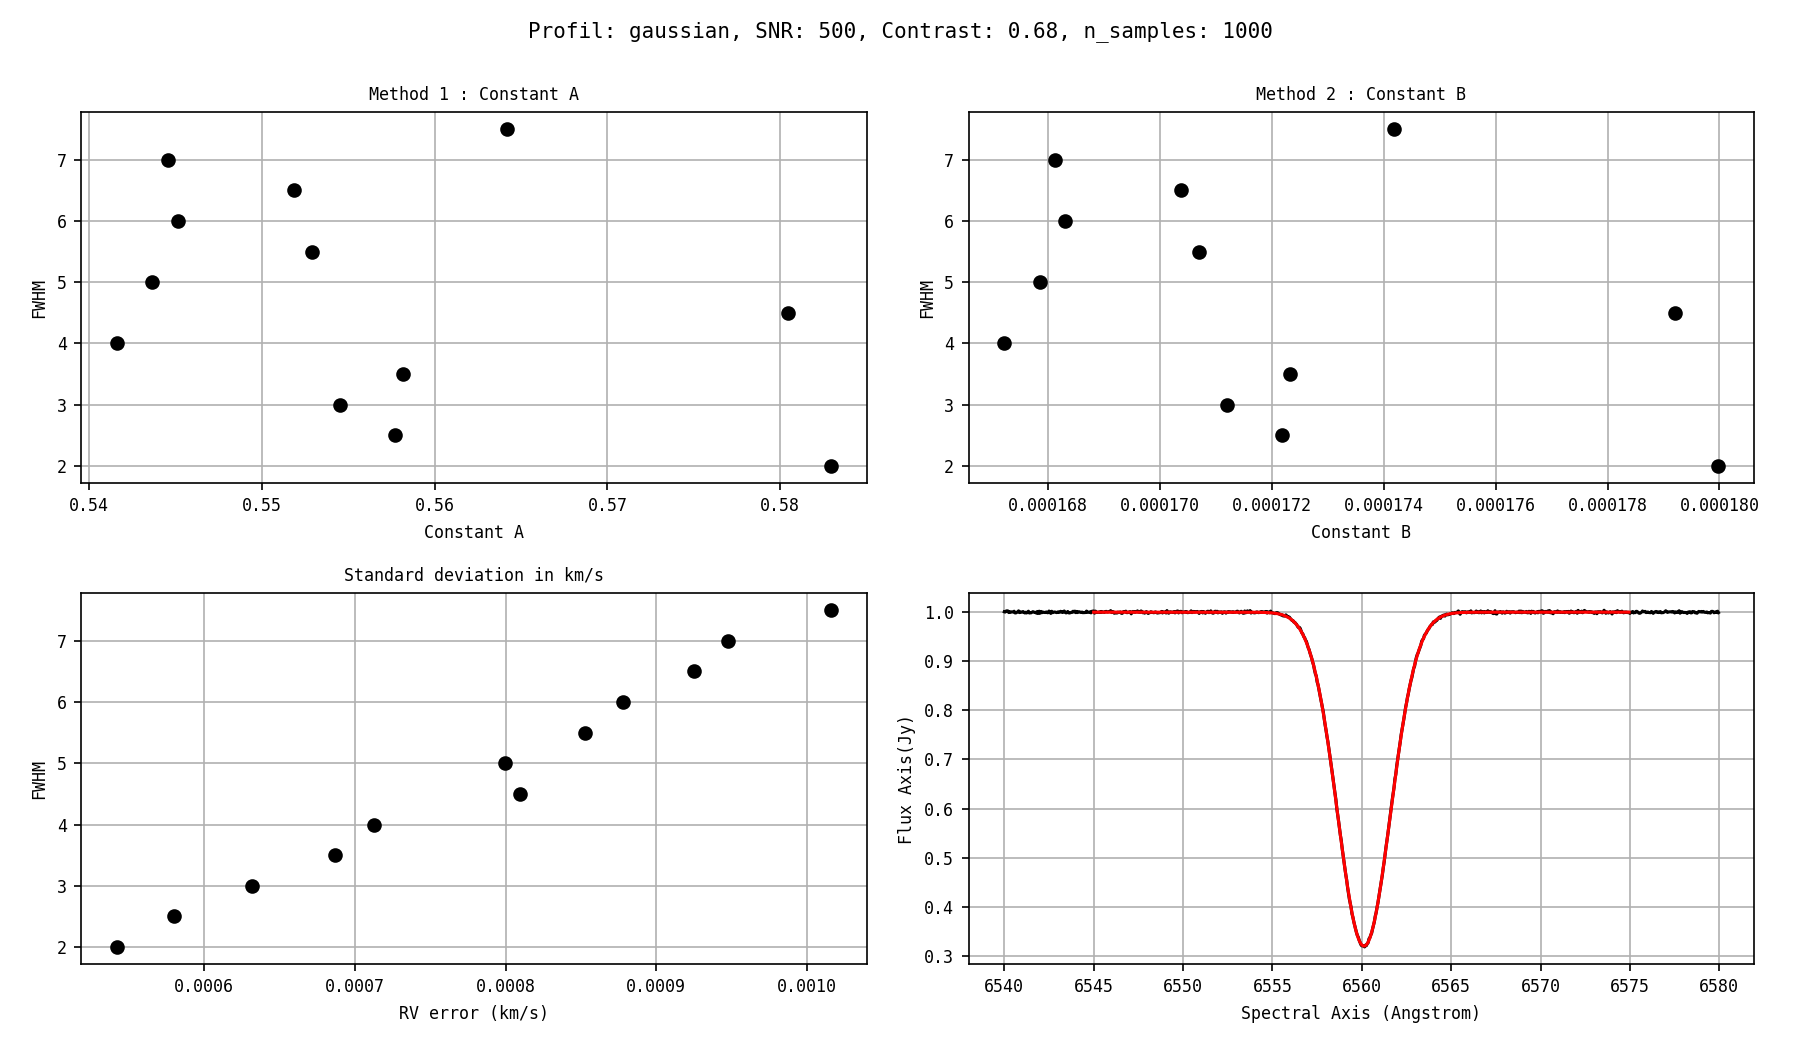 Profil: gaussian, SNR: 500, Contrast: 0.68, n_samples: 1000
Method 1 : Constant A
FWHM
7
6
5
4
3
2
0.54 0.55 0.56 0.57 0.58
Constant A
Method 2 : Constant B
FWHM
7
6
5
4
3
2
0.000168 0.000170 0.000172 0.000174 0.000176 0.000178 0.000180
Constant B
Standard deviation in km/s
FWHM
7
6
5
4
3
2
0.0006 0.0007 0.0008 0.0009 0.0010
RV error (km/s)
Flux Axis(Jy)
1.0
0.9
0.8
0.7
0.6
0.5
0.4
0.3
6540 6545 6550 6555 6560 6565 6570 6575 6580
Spectral Axis (Angstrom)